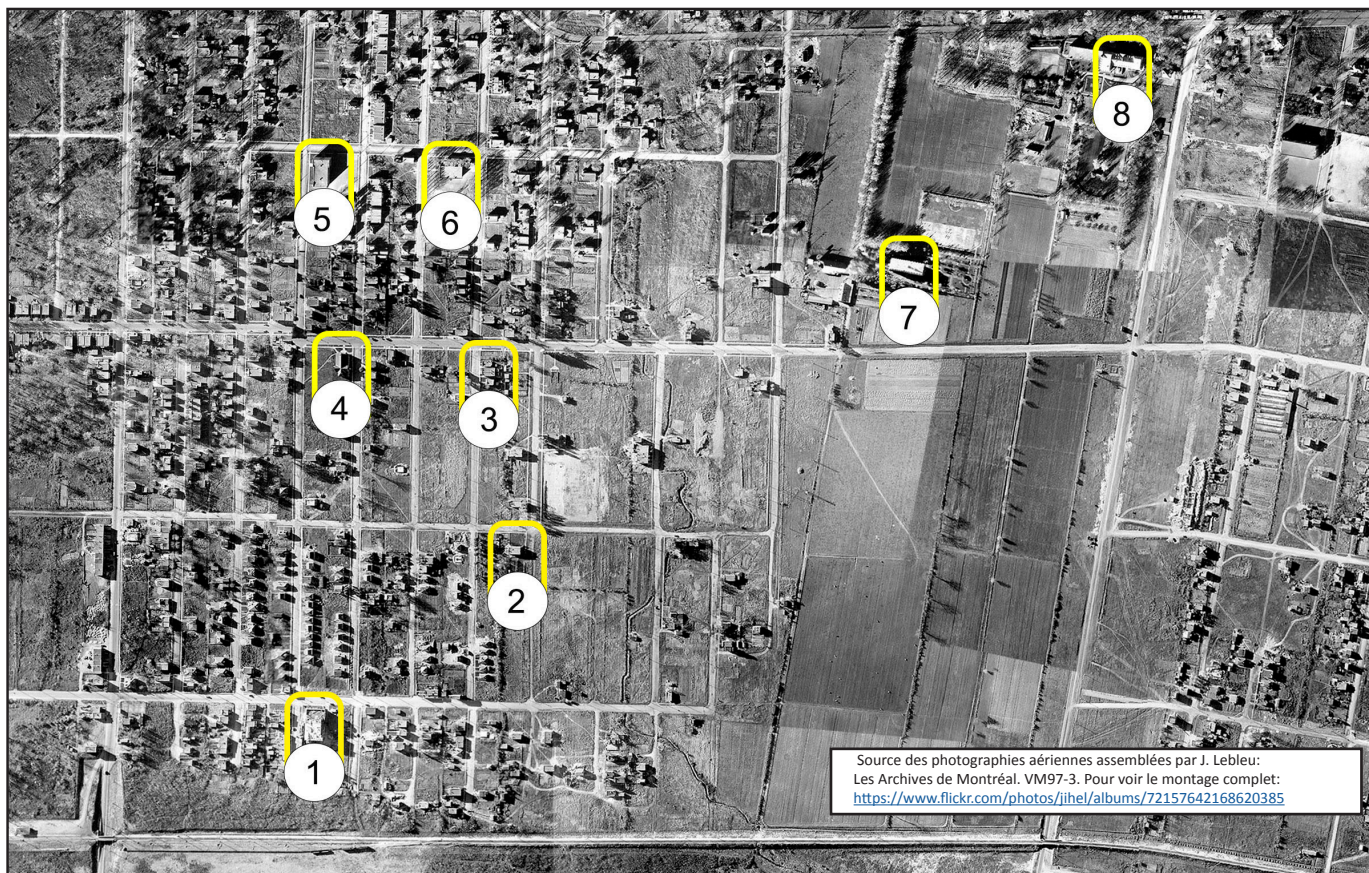 8
5
6
7
4
3
2
1
Source des photographies aériennes assemblées par J. Lebleu:
Les Archives de Montréal. VM97-3. Pour voir le montage complet:
https://www.flickr.com/photos/jihel/albums/72157642168620385